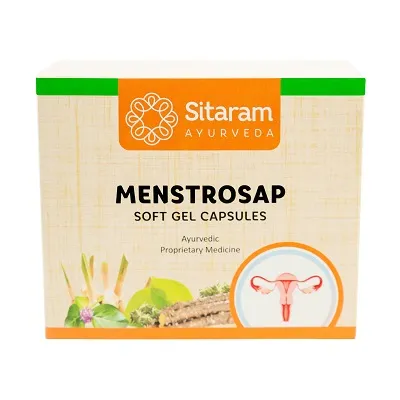 Sitaram
AYURVEDA
MENSTROSAP
SOFT GEL CAPSULES
Ayurvedic
Proprietary Medicine